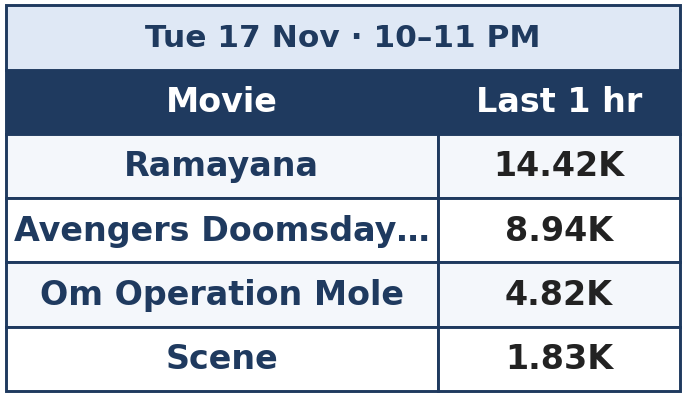 Tue 17 Nov · 10–11 PM
Movie Last 1 hr
Ramayana 14.42K
Avengers Doomsday... 8.94K
Om Operation Mole 4.82K
Scene 1.83K